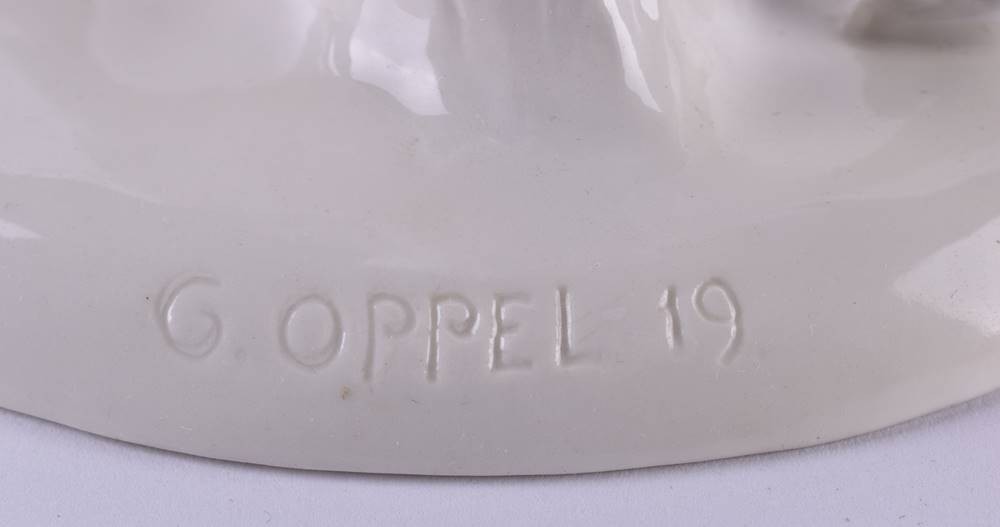 G. OPPEL 19